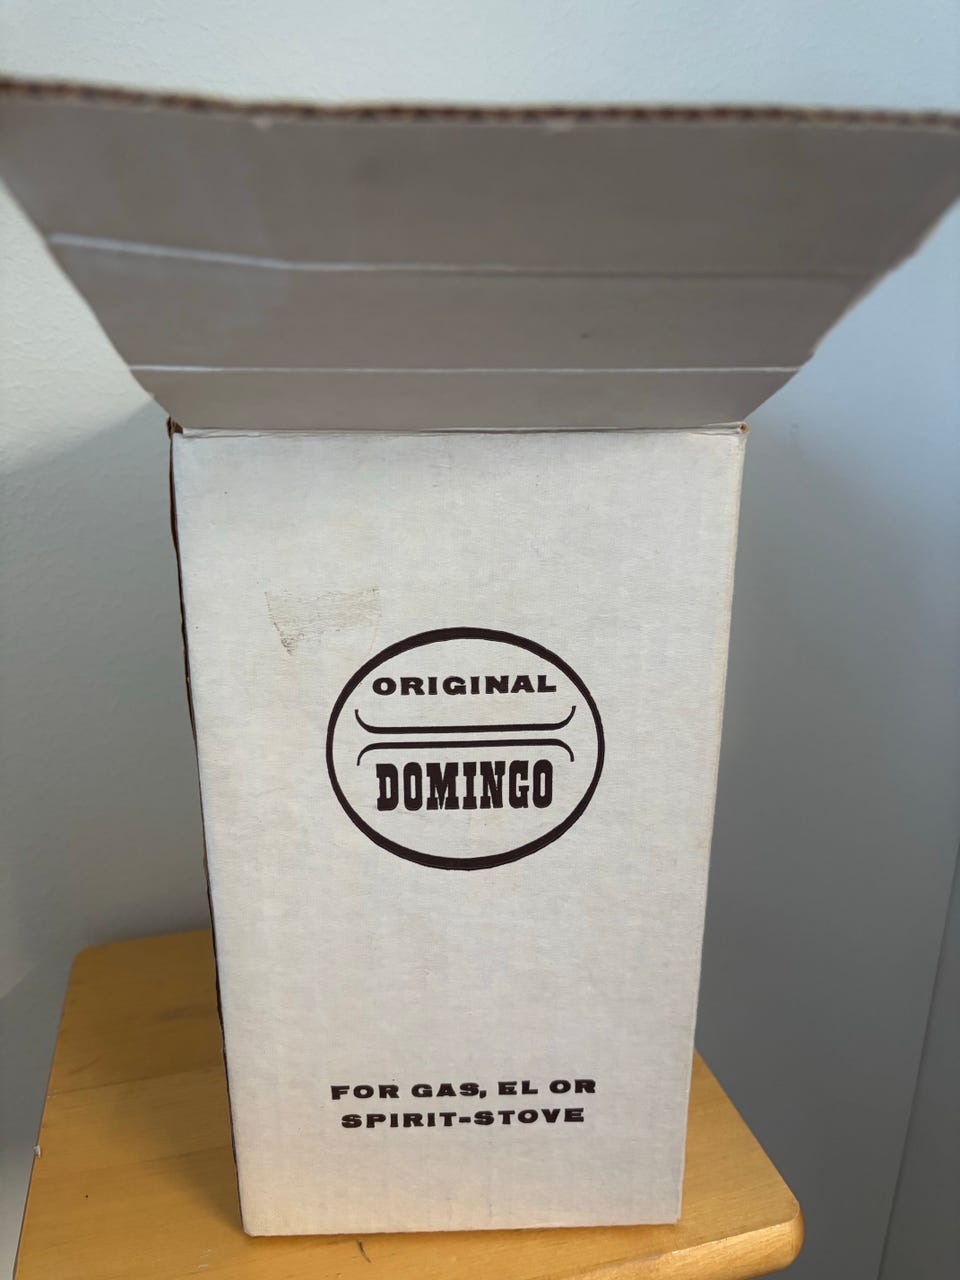 ORIGINAL
DOMINGO
FOR GAS, EL OR
SPIRIT-STOVE